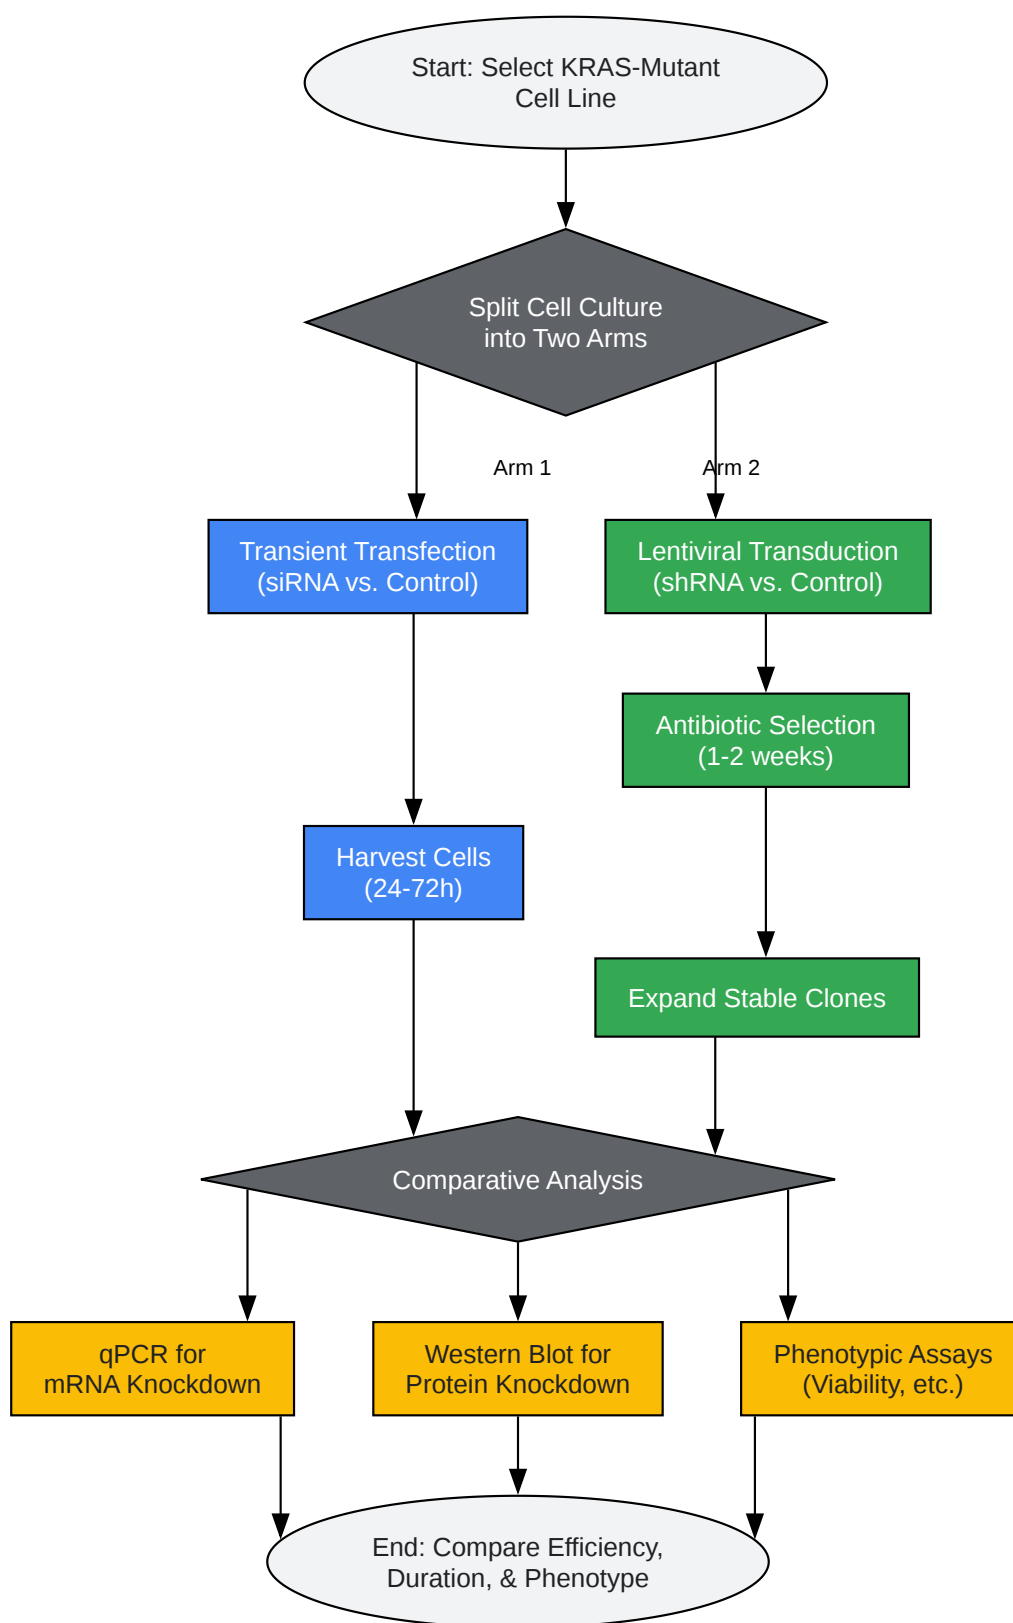 Start: Select KRAS-Mutant
Cell Line
Split Cell Culture
into Two Arms
Arm 1
Arm 2
Transient Transfection
(siRNA vs. Control)
Lentiviral Transduction
(shRNA vs. Control)
Antibiotic Selection
(1-2 weeks)
Harvest Cells
(24-72h)
Expand Stable Clones
Comparative Analysis
qPCR for
mRNA Knockdown
Western Blot for
Protein Knockdown
Phenotypic Assays
(Viability, etc.)
End: Compare Efficiency,
Duration, & Phenotype